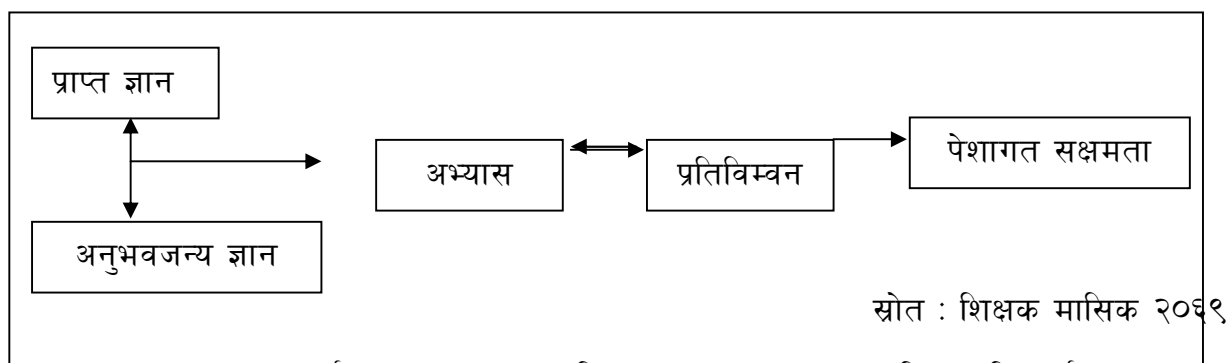 प्राप्त ज्ञान
अनुभवजन्य ज्ञान
अभ्यास
प्रतिविम्वन
पेशागत सक्षमता
स्रोत : शिक्षक मासिक २०६९